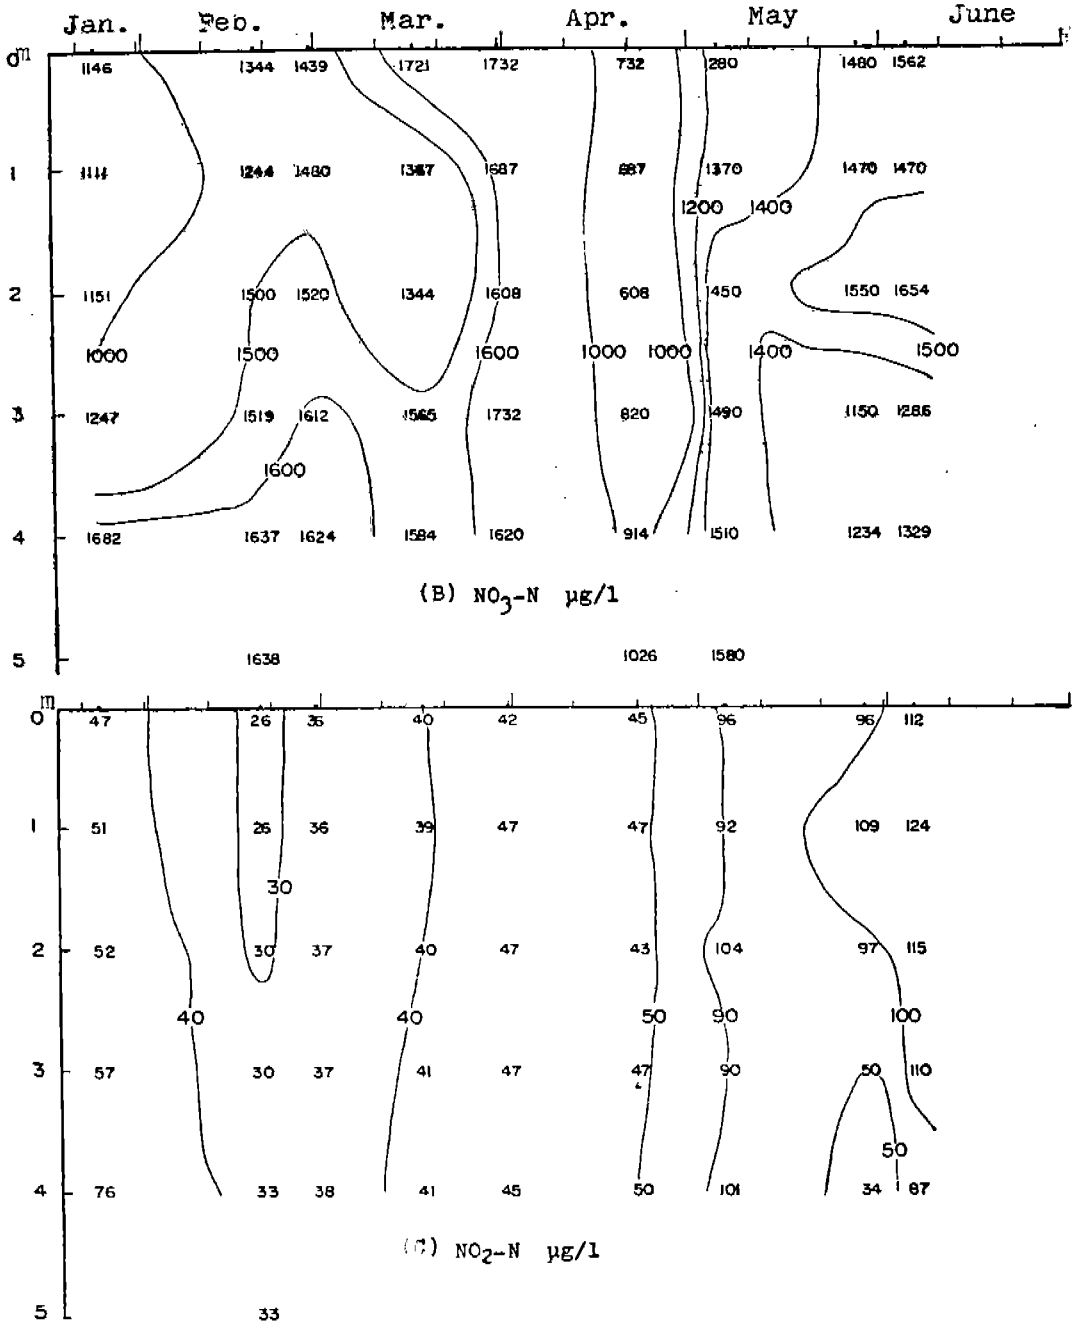 Jan. Feb. Mar. Apr. May June
0m 1146 1344 1439 1721 1732 732 1280 1480 1562
1 1111 1244 1480 1367 1687 687 1370 1470 1470
1200 1400
2 1151 1500 1520 1344 1608 608 1450 1550 1654
1000 1500 1600 1000 1000 1400 1500
3 1247 1519 1612 1565 1732 820 1490 1150 1286
1600
4 1682 1637 1624 1584 1620 914 1510 1234 1329
(B) NO3-N µg/l
5 1638 1026 1580
0m 47 26 36 40 42 45 96 96 112
1 51 26 36 39 47 47 92 109 124
30
2 52 30 37 40 47 43 104 97 115
40 40 50 90 100
3 57 30 37 41 47 47 90 50 110
50
4 76 33 38 41 45 50 101 34 87
(C) NO2-N µg/l
5 33